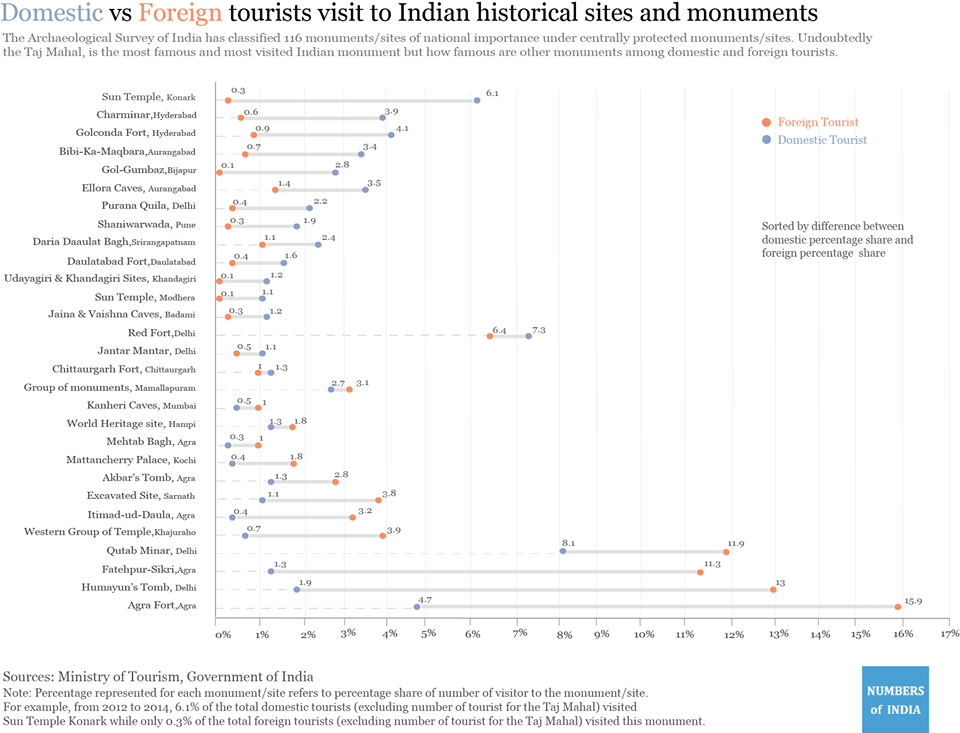 Domestic vs Foreign tourists visit to Indian historical sites and monuments
The Archaeological Survey of India has classified 116 monuments/sites of national importance under centrally protected monuments/sites. Undoubtedly
the Taj Mahal, is the most famous and most visited Indian monument but how famous are other monuments among domestic and foreign tourists.
Sun Temple, Konark 0.3 6.1
Charminar,Hyderabad 0.6 3.9
Golconda Fort, Hyderabad 0.9 4.1
Bibi-Ka-Maqbara,Aurangabad 0.7 3.4
Gol-Gumbaz,Bijapur 0.1 2.8
Ellora Caves, Aurangabad 1.4 3.5
Purana Quila, Delhi 0.4 2.2
Shaniwarwada, Pune 0.3 1.9
Daria Daaulat Bagh,Srirangapatnam 1.1 2.4
Daulatabad Fort,Daulatabad 0.4 1.6
Udayagiri & Khandagiri Sites, Khandagiri 0.1 1.2
Sun Temple, Modhera 0.1 1.1
Jaina & Vaishna Caves, Badami 0.3 1.2
Red Fort,Delhi 6.4 7.3
Jantar Mantar, Delhi 0.5 1.1
Chittaurgarh Fort, Chittaurgarh 1 1.3
Group of monuments, Mamallapuram 2.7 3.1
Kanheri Caves, Mumbai 0.5 1
World Heritage site, Hampi 1.3 1.8
Mehtab Bagh, Agra 0.3 1
Mattancherry Palace, Kochi 0.4 1.8
Akbar's Tomb, Agra 1.3 2.8
Excavated Site, Sarnath 1.1 3.8
Itimad-ud-Daula, Agra 0.4 3.2
Western Group of Temple,Khajuraho 0.7 3.9
Qutab Minar, Delhi 8.1 11.9
Fatehpur-Sikri,Agra 1.3 11.3
Humayun's Tomb, Delhi 1.9 13
Agra Fort,Agra 4.7 15.9
0% 1% 2% 3% 4% 5% 6% 7% 8% 9% 10% 11% 12% 13% 14% 15% 16% 17%
Foreign Tourist
Domestic Tourist
Sorted by difference between
domestic percentage share and
foreign percentage share
Sources: Ministry of Tourism, Government of India
Note: Percentage represented for each monument/site refers to percentage share of number of visitor to the monument/site.
For example, from 2012 to 2014, 6.1% of the total domestic tourists (excluding number of tourist for the Taj Mahal) visited
Sun Temple Konark while only 0.3% of the total foreign tourists (excluding number of tourist for the Taj Mahal) visited this monument.
NUMBERS
of INDIA